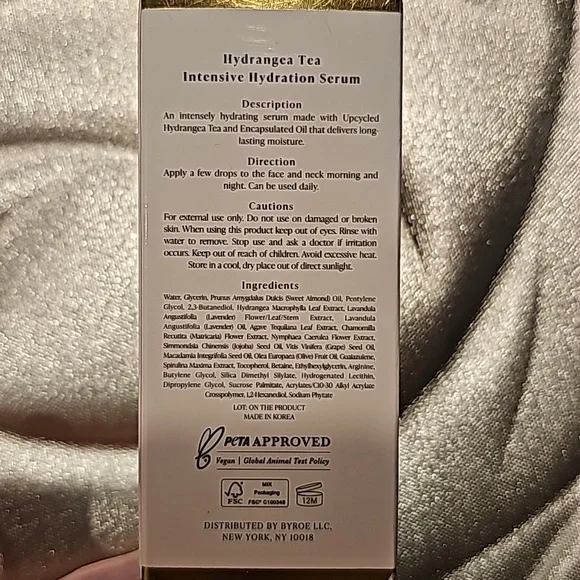 Hydrangea Tea
Intensive Hydration Serum
Description
An intensely hydrating serum made with Upcycled
Hydrangea Tea and Encapsulated Oil that delivers long-
lasting moisture.
Direction
Apply a few drops to the face and neck morning and
night. Can be used daily.
Cautions
For external use only. Do not use on damaged or broken
skin. When using this product keep out of eyes. Rinse with
water to remove. Stop use and ask a doctor if irritation
occurs. Keep out of reach of children. Avoid excessive heat.
Store in a cool, dry place out of direct sunlight.
Ingredients
Water, Glycerin, Prunus Amygdalus Dulcis (Sweet Almond) Oil, Pentylene
Glycol, 2,3-Butanediol, Hydrangea Macrophylla Leaf Extract, Lavandula
Angustifolia (Lavender) Flower/Leaf/Stem Extract, Lavandula
Angustifolia (Lavender) Oil, Agave Tequilana Leaf Extract, Chamomilla
Recutita (Matricaria) Flower Extract, Nymphaea Caerulea Flower Extract,
Simmondsia Chinensis (Jojoba) Seed Oil, Vitis Vinifera (Grape) Seed Oil,
Macadamia Integrifolia Seed Oil, Olea Europaea (Olive) Fruit Oil, Guaiazulene,
Spirulina Maxima Extract, Tocopherol, Betaine, Ethylhexylglycerin, Arginine,
Butylene Glycol, Silica Dimethyl Silylate, Hydrogenated Lecithin,
Dipropylene Glycol, Sucrose Palmitate, Acrylates/C10-30 Alkyl Acrylate
Crosspolymer, 1,2-Hexanediol, Sodium Phytate
LOT: ON THE PRODUCT
MADE IN KOREA
PETA APPROVED
Vegan | Global Animal Test Policy
FSC
MIX
Packaging
FSC® C100348
12M
DISTRIBUTED BY BYROE LLC,
NEW YORK, NY 10018